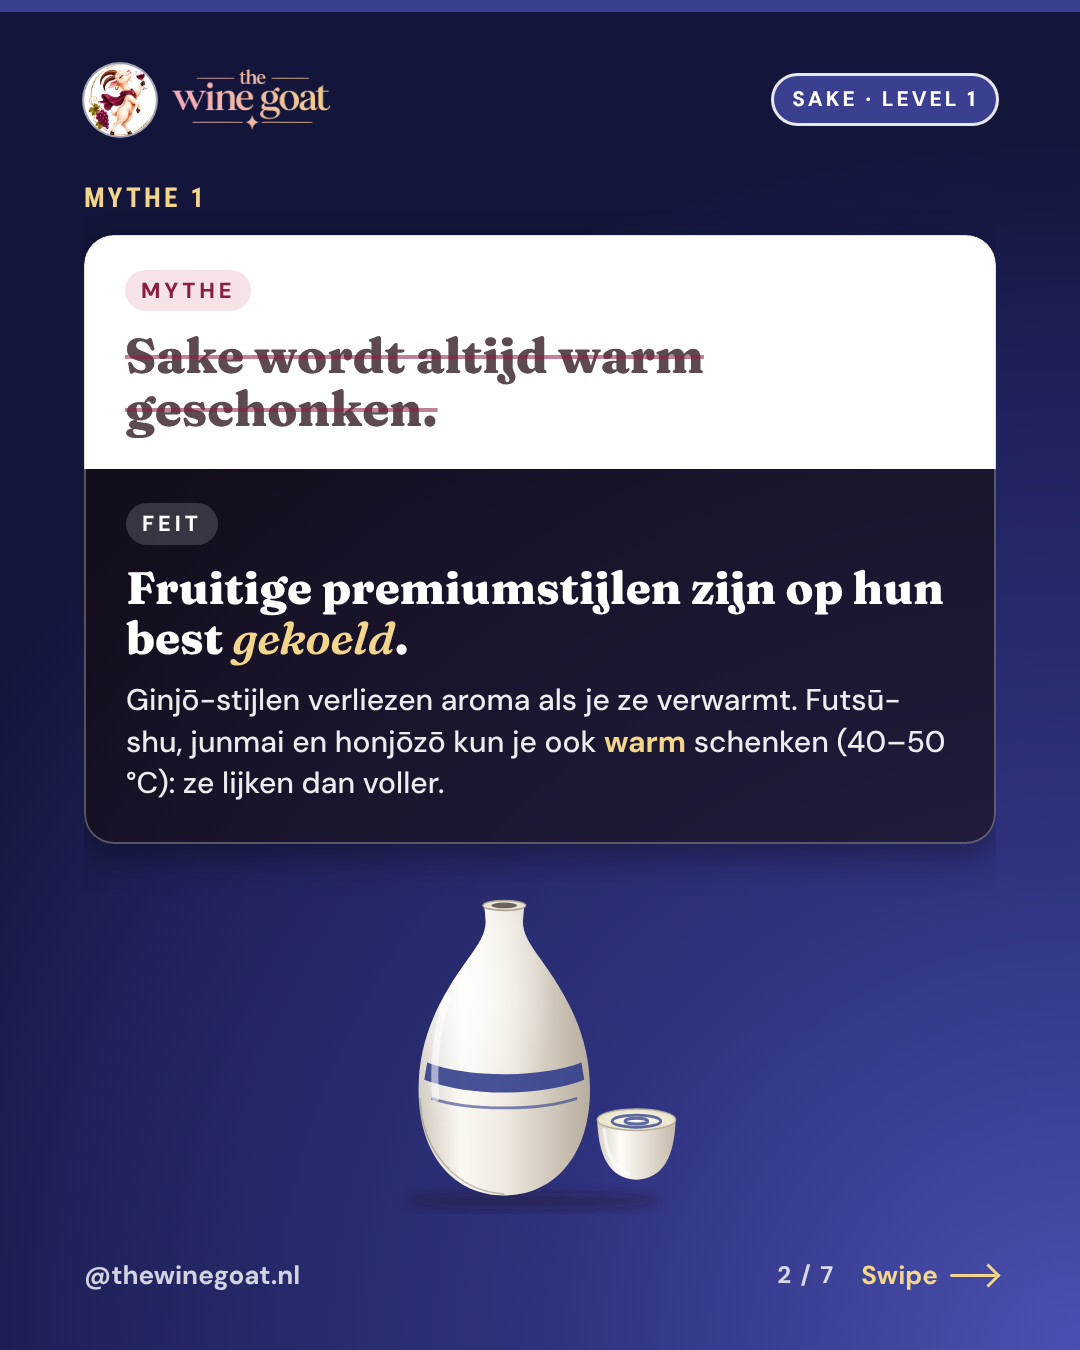 the
wine goat
SAKE · LEVEL 1
MYTHE 1
MYTHE
Sake wordt altijd warm
geschonken.
FEIT
Fruitige premiumstijlen zijn op hun
best gekoeld.
Ginjō-stijlen verliezen aroma als je ze verwarmt. Futsū-
shu, junmai en honjōzō kun je ook warm schenken (40–50
°C): ze lijken dan voller.
@thewinegoat.nl
2 / 7
Swipe